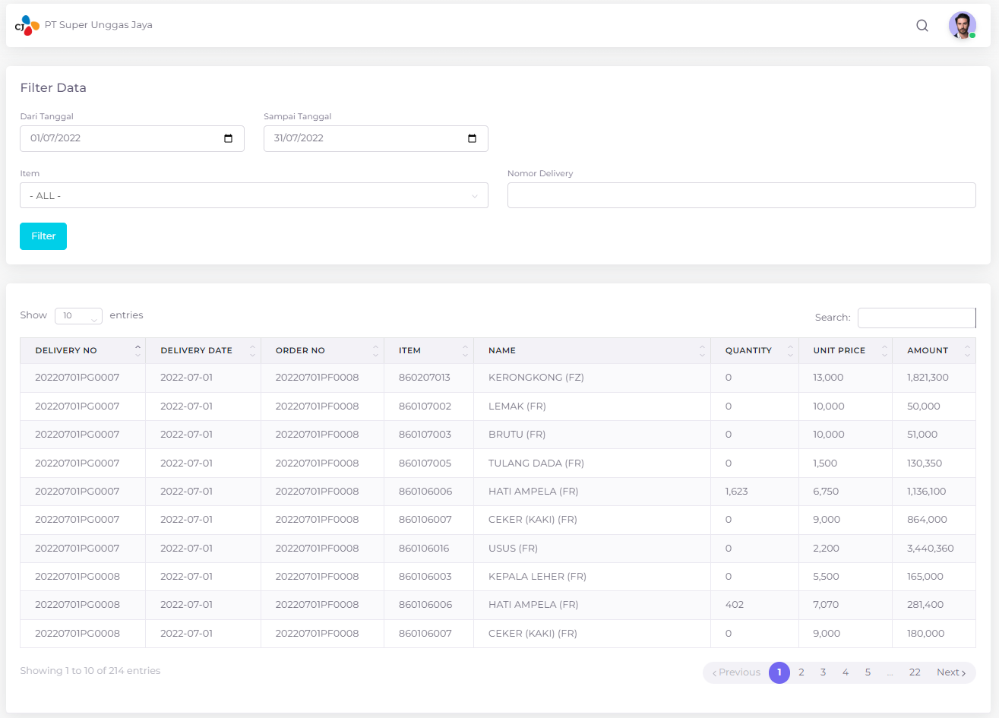 CJ PT Super Unggas Jaya
Filter Data
Dari Tanggal Sampai Tanggal
01/07/2022 31/07/2022
Item Nomor Delivery
- ALL -
Filter
Show 10 entries Search:
DELIVERY NO DELIVERY DATE ORDER NO ITEM NAME QUANTITY UNIT PRICE AMOUNT
20220701PG0007 2022-07-01 20220701PF0008 860207013 KERONGKONG (FZ) 0 13,000 1,821,300
20220701PG0007 2022-07-01 20220701PF0008 860107002 LEMAK (FR) 0 10,000 50,000
20220701PG0007 2022-07-01 20220701PF0008 860107003 BRUTU (FR) 0 10,000 51,000
20220701PG0007 2022-07-01 20220701PF0008 860107005 TULANG DADA (FR) 0 1,500 130,350
20220701PG0007 2022-07-01 20220701PF0008 860106006 HATI AMPELA (FR) 1,623 6,750 1,136,100
20220701PG0007 2022-07-01 20220701PF0008 860106007 CEKER (KAKI) (FR) 0 9,000 864,000
20220701PG0007 2022-07-01 20220701PF0008 860106016 USUS (FR) 0 2,200 3,440,360
20220701PG0008 2022-07-01 20220701PF0008 860106003 KEPALA LEHER (FR) 0 5,500 165,000
20220701PG0008 2022-07-01 20220701PF0008 860106006 HATI AMPELA (FR) 402 7,070 281,400
20220701PG0008 2022-07-01 20220701PF0008 860106007 CEKER (KAKI) (FR) 0 9,000 180,000
Showing 1 to 10 of 214 entries Previous 1 2 3 4 5 ... 22 Next